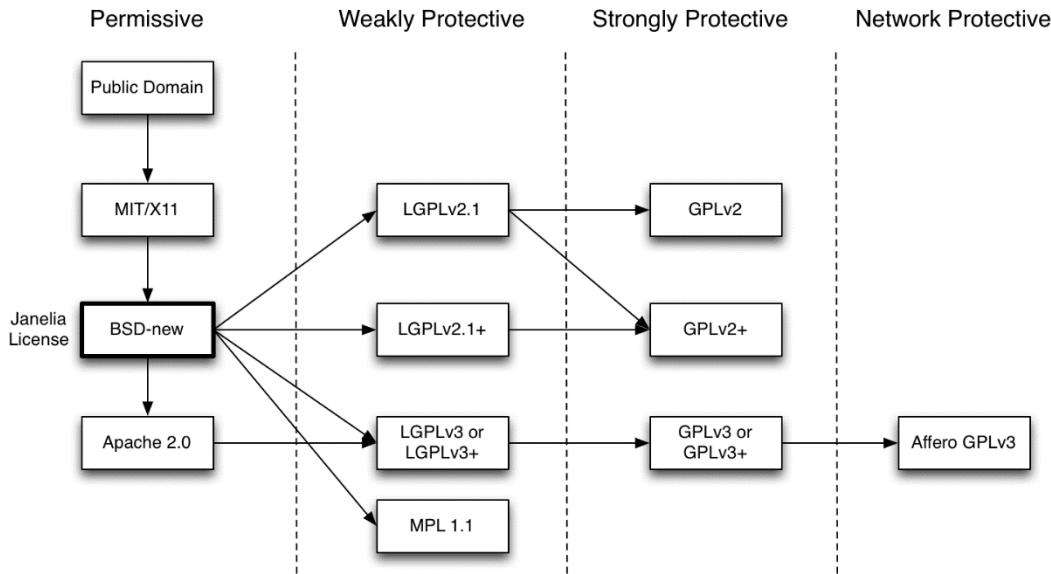 Permissive
Weakly Protective
Strongly Protective
Network Protective
Public Domain
MIT/X11
LGPLv2.1
GPLv2
Janelia
License
BSD-new
LGPLv2.1+
GPLv2+
Apache 2.0
LGPLv3 or
LGPLv3+
GPLv3 or
GPLv3+
Affero GPLv3
MPL 1.1